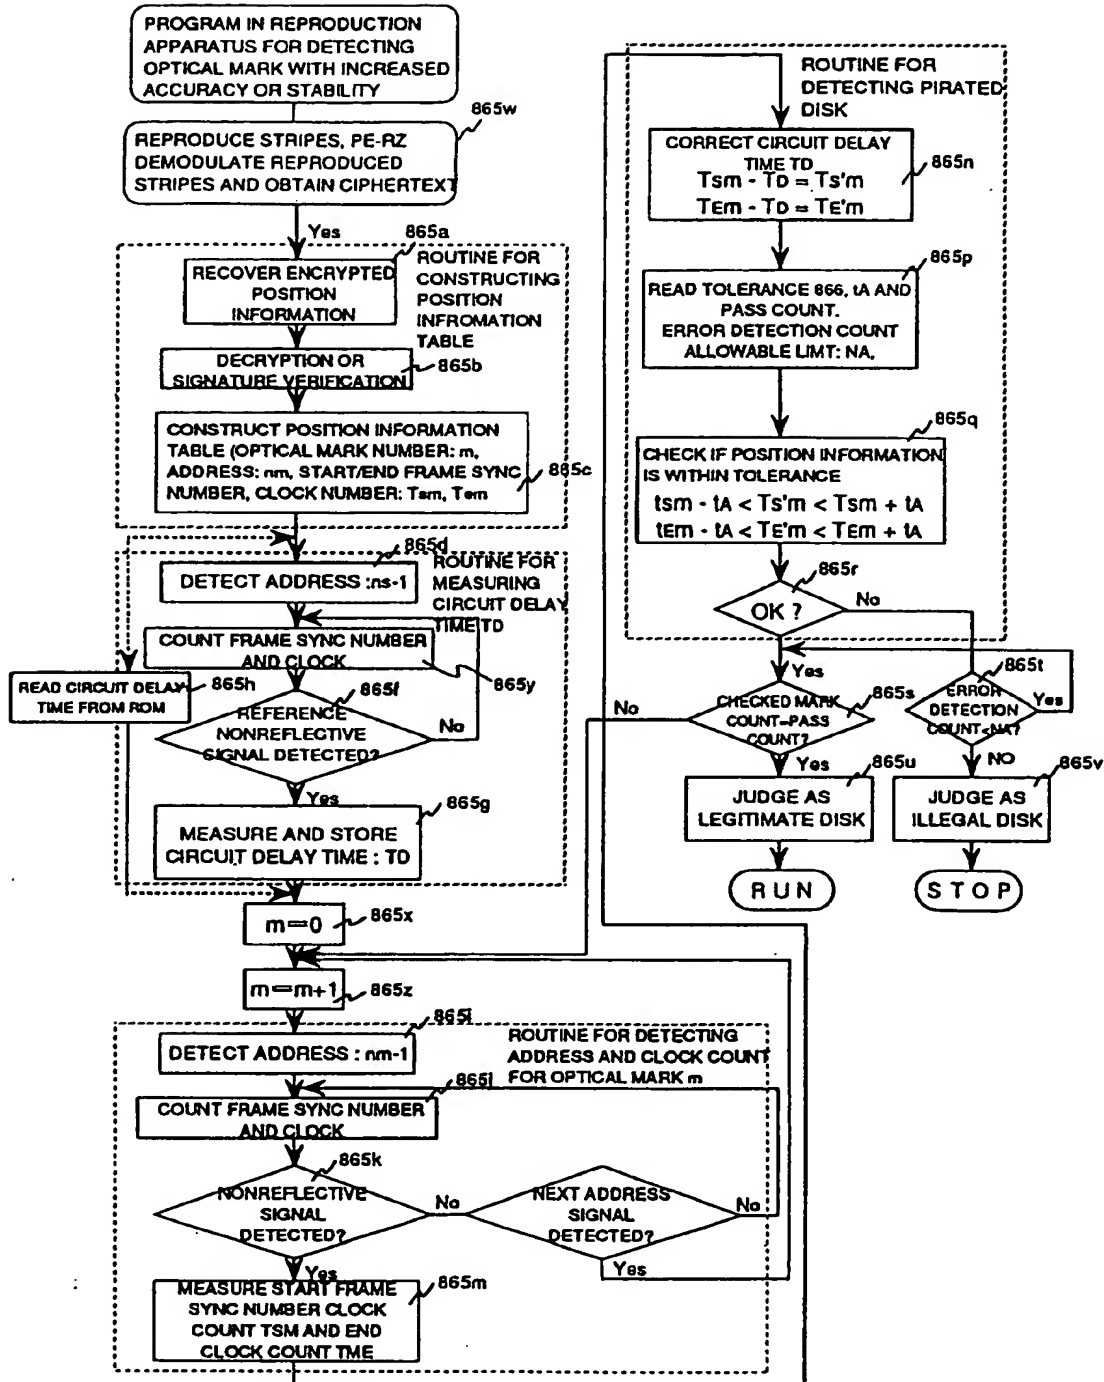 PROGRAM IN REPRODUCTION
APPARATUS FOR DETECTING
OPTICAL MARK WITH INCREASED
ACCURACY OR STABILITY
865w
REPRODUCE STRIPES, PE-RZ
DEMODULATE REPRODUCED
STRIPES AND OBTAIN CIPHERTEXT
Yes
865a
RECOVER ENCRYPTED
POSITION
INFORMATION
ROUTINE FOR
CONSTRUCTING
POSITION
INFROMATION
TABLE
DECRYPTION OR
SIGNATURE VERIFICATION
865b
CONSTRUCT POSITION INFORMATION
TABLE (OPTICAL MARK NUMBER: m,
ADDRESS: nm, START/END FRAME SYNC
NUMBER, CLOCK NUMBER: Tsm, Tem
865c
865d
DETECT ADDRESS :ns-1
ROUTINE FOR
MEASURING
CIRCUIT DELAY
TIME TD
COUNT FRAME SYNC NUMBER
AND CLOCK
865y
READ CIRCUIT DELAY
TIME FROM ROM
865h
865f
REFERENCE
NONREFLECTIVE
SIGNAL DETECTED?
No
Yes
865g
MEASURE AND STORE
CIRCUIT DELAY TIME : TD
m=0
865x
m=m+1
865z
865i
DETECT ADDRESS : nm-1
ROUTINE FOR DETECTING
ADDRESS AND CLOCK COUNT
FOR OPTICAL MARK m
865j
COUNT FRAME SYNC NUMBER
AND CLOCK
865k
NONREFLECTIVE
SIGNAL
DETECTED?
No
NEXT ADDRESS
SIGNAL
DETECTED?
No
Yes
Yes
MEASURE START FRAME
SYNC NUMBER CLOCK
COUNT TSM AND END
CLOCK COUNT TME
865m
ROUTINE FOR
DETECTING PIRATED
DISK
CORRECT CIRCUIT DELAY
TIME TD
Tsm - TD = Ts'm
TEm - TD = TE'm
865n
865p
READ TOLERANCE 866, tA AND
PASS COUNT.
ERROR DETECTION COUNT
ALLOWABLE LIMT: NA,
865q
CHECK IF POSITION INFORMATION
IS WITHIN TOLERANCE
tsm - tA < Ts'm < Tsm + tA
tEm - tA < TE'm < TEm + tA
865r
OK ?
No
Yes
865s
CHECKED MARK
COUNT=PASS
COUNT?
No
Yes
865t
ERROR
DETECTION
COUNT<NA?
Yes
NO
865u
JUDGE AS
LEGITIMATE DISK
865v
JUDGE AS
ILLEGAL DISK
RUN
STOP